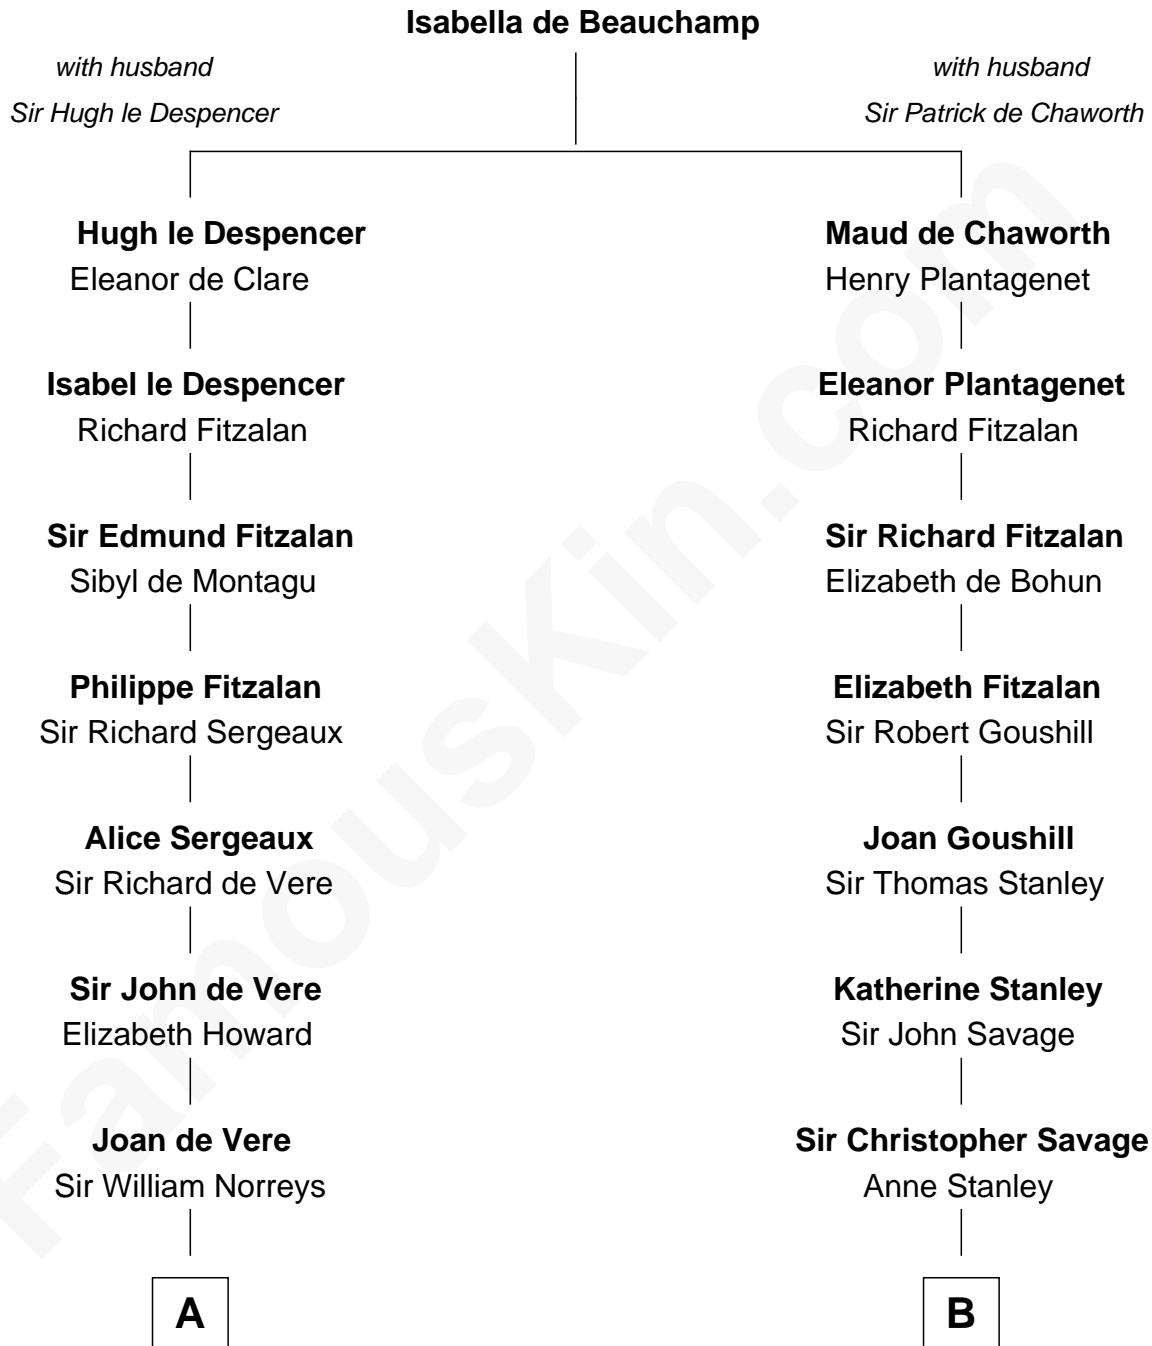 Isabella de Beauchamp
with husband
Sir Hugh le Despencer
with husband
Sir Patrick de Chaworth
Hugh le Despencer
Eleanor de Clare
Maud de Chaworth
Henry Plantagenet
Isabel le Despencer
Richard Fitzalan
Eleanor Plantagenet
Richard Fitzalan
Sir Edmund Fitzalan
Sibyl de Montagu
Sir Richard Fitzalan
Elizabeth de Bohun
Philippe Fitzalan
Sir Richard Sergeaux
Elizabeth Fitzalan
Sir Robert Goushill
Alice Sergeaux
Sir Richard de Vere
Joan Goushill
Sir Thomas Stanley
Sir John de Vere
Elizabeth Howard
Katherine Stanley
Sir John Savage
Joan de Vere
Sir William Norreys
Sir Christopher Savage
Anne Stanley
A
B
FamousKin.com